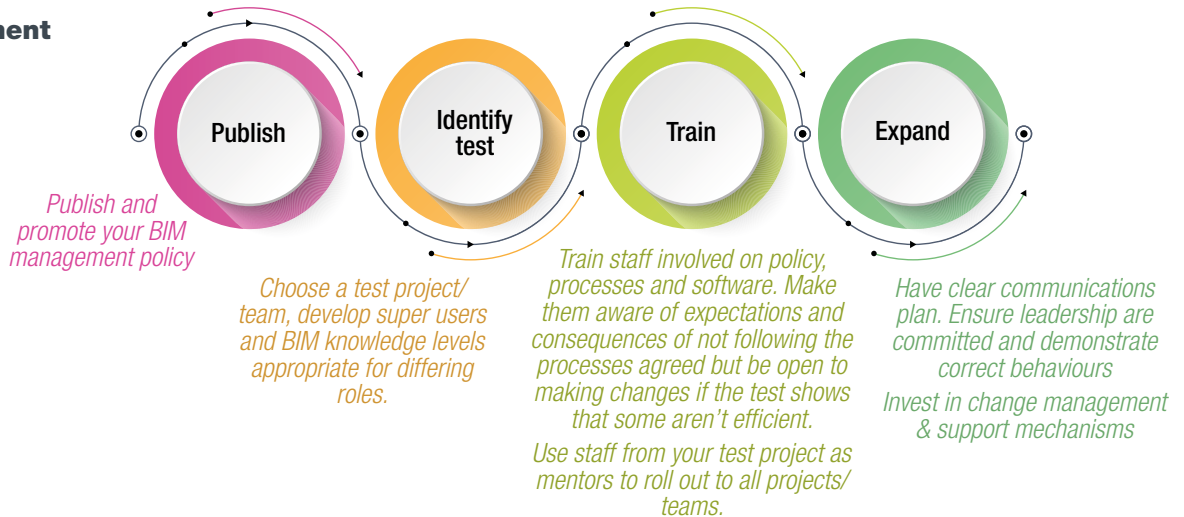 Publish
Identify
test
Train
Expand
Publish and
promote your BIM
management policy
Choose a test project/
team, develop super users
and BIM knowledge levels
appropriate for differing
roles.
Train staff involved on policy,
processes and software. Make
them aware of expectations and
consequences of not following the
processes agreed but be open to
making changes if the test shows
that some aren’t efficient.
Use staff from your test project as
mentors to roll out to all projects/
teams.
Have clear communications
plan. Ensure leadership are
committed and demonstrate
correct behaviours
Invest in change management
& support mechanisms